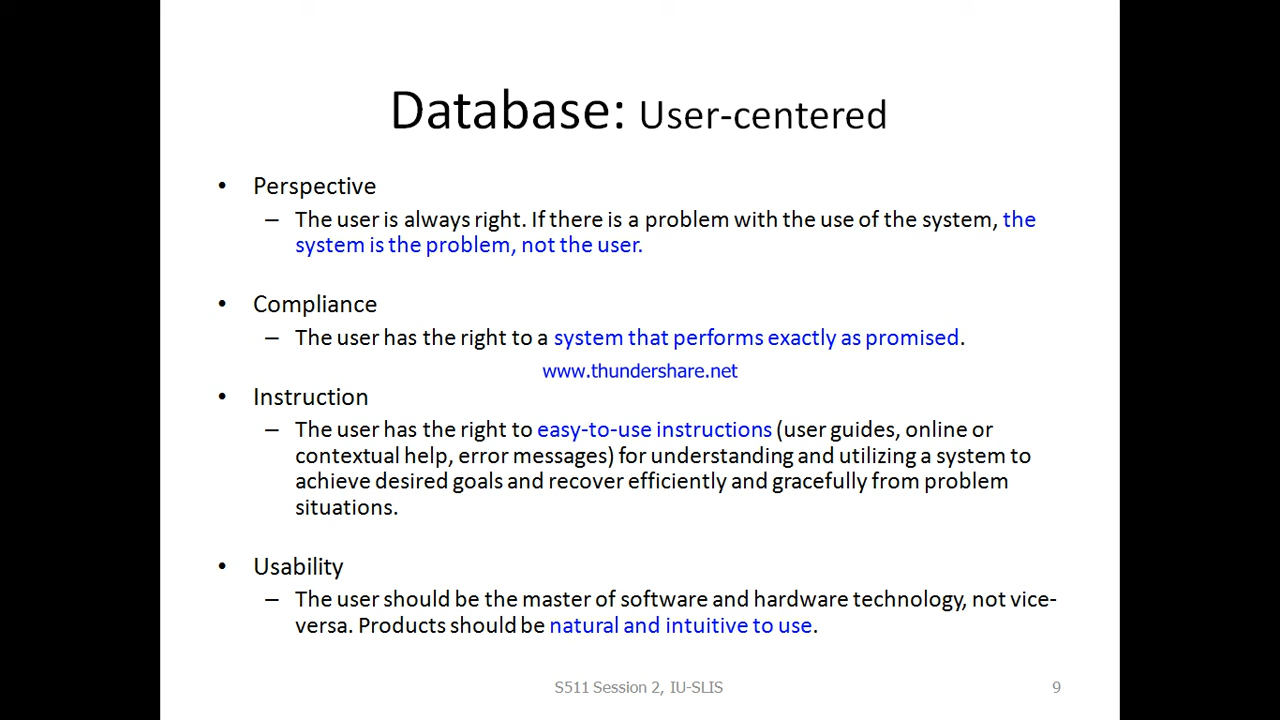 Database: User-centered
• Perspective
– The user is always right. If there is a problem with the use of the system, the
system is the problem, not the user.
• Compliance
– The user has the right to a system that performs exactly as promised.
www.thundershare.net
• Instruction
– The user has the right to easy-to-use instructions (user guides, online or
contextual help, error messages) for understanding and utilizing a system to
achieve desired goals and recover efficiently and gracefully from problem
situations.
• Usability
– The user should be the master of software and hardware technology, not vice-
versa. Products should be natural and intuitive to use.
S511 Session 2, IU-SLIS 9